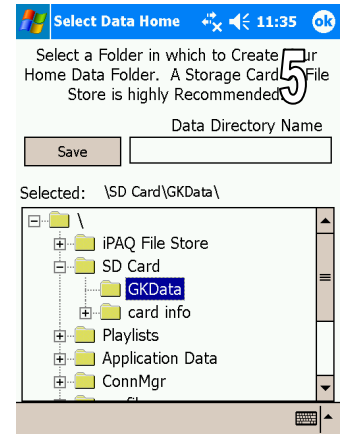 Select Data Home 11:35 ok
Select a Folder in which to Create ur
Home Data Folder. A Storage Card File
Store is highly Recommended
5
Data Directory Name
Save
Selected: \SD Card\GKData\
\
iPAQ File Store
SD Card
GKData
card info
Playlists
Application Data
ConnMgr